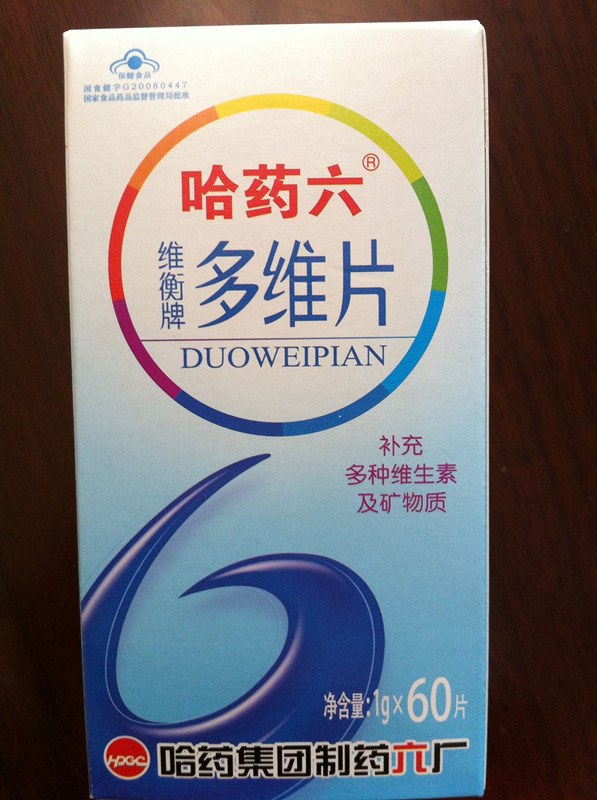 保健食品
国食健字G20080447
国家食品药品监督管理局批准
哈药六®
维衡牌
多维片
DUOWEIPIAN
补充
多种维生素
及矿物质
净含量:1g×60片
HPGC
哈药集团制药六厂